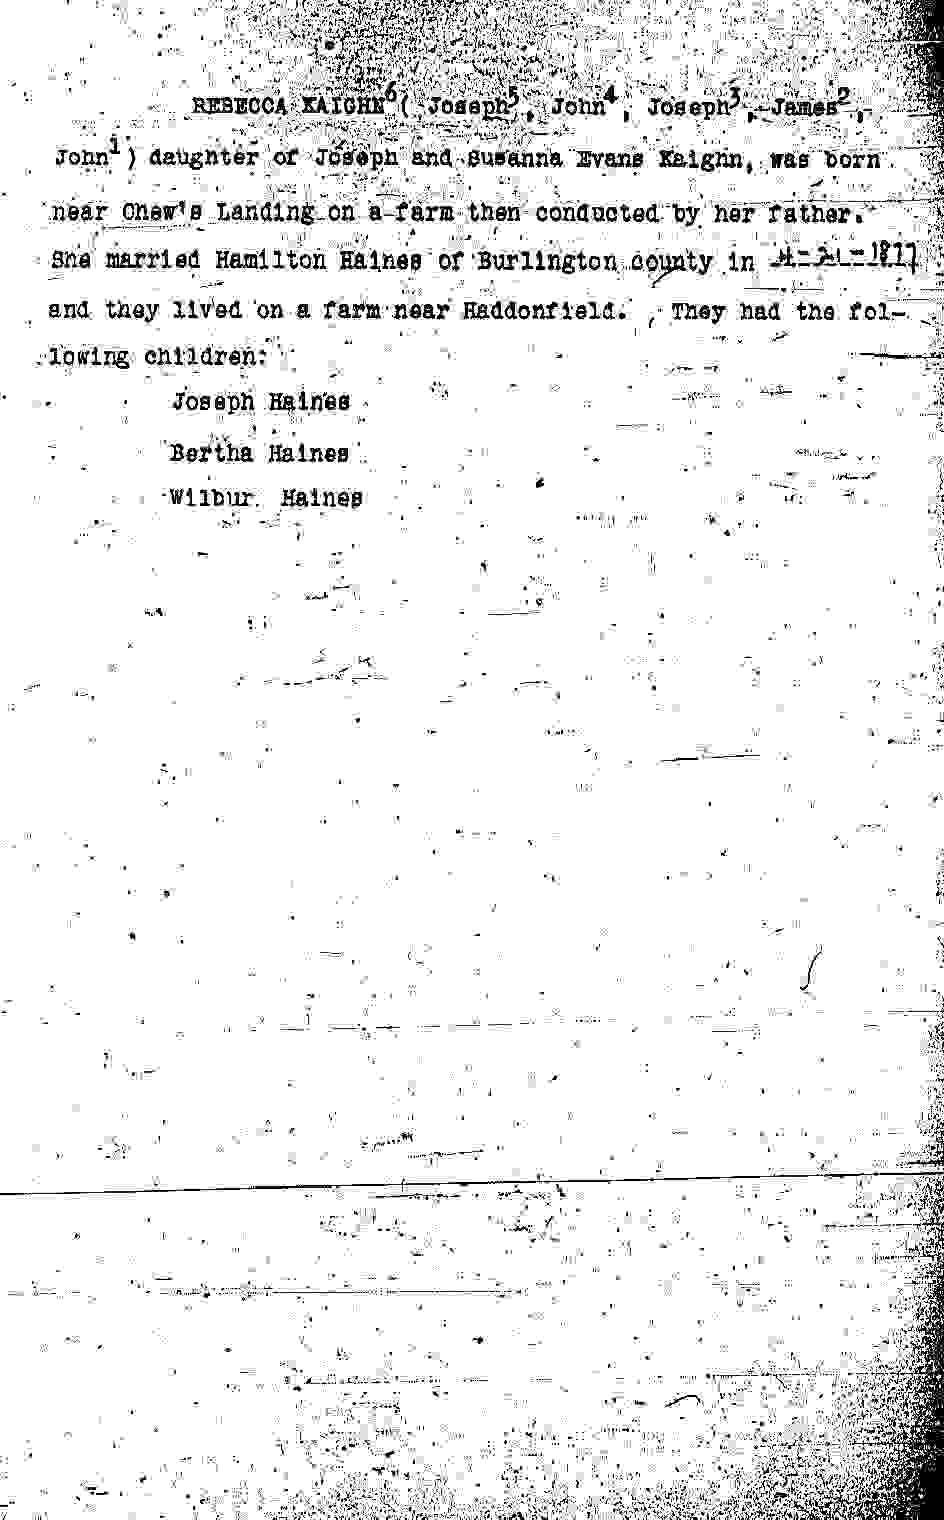 REBECCA KAIGHN⁶( Joseph⁵, John⁴, Joseph³, James²,
John¹) daughter of Joseph and Susanna Evans Kaighn, was born
near Chew's Landing on a farm then conducted by her father.
She married Hamilton Haines of Burlington county in 1877
and they lived on a farm near Haddonfield. They had the fol-
lowing children:
Joseph Haines
Bertha Haines
Wilbur Haines